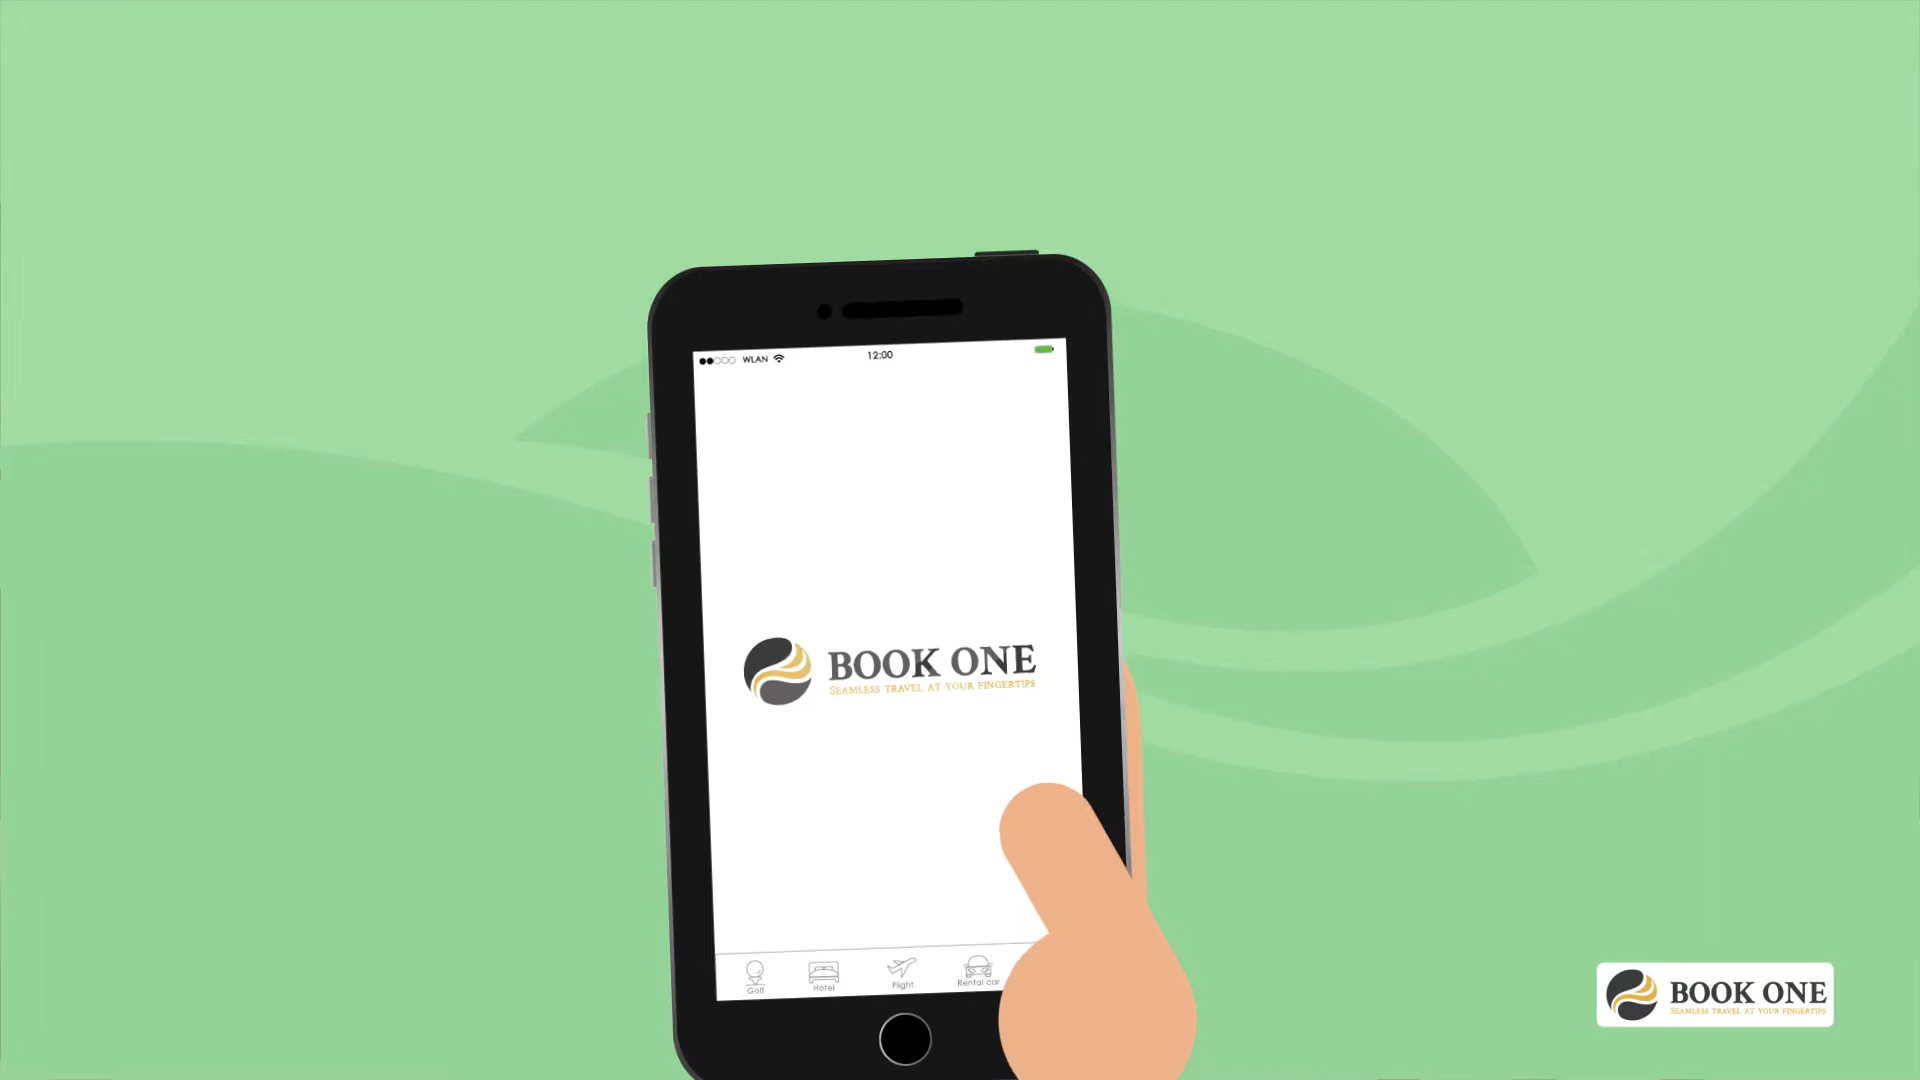 WLAN 12:00
BOOK ONE
SEAMLESS TRAVEL AT YOUR FINGERTIPS
Golf Hotel Flight Rental car
BOOK ONE
SEAMLESS TRAVEL AT YOUR FINGERTIPS